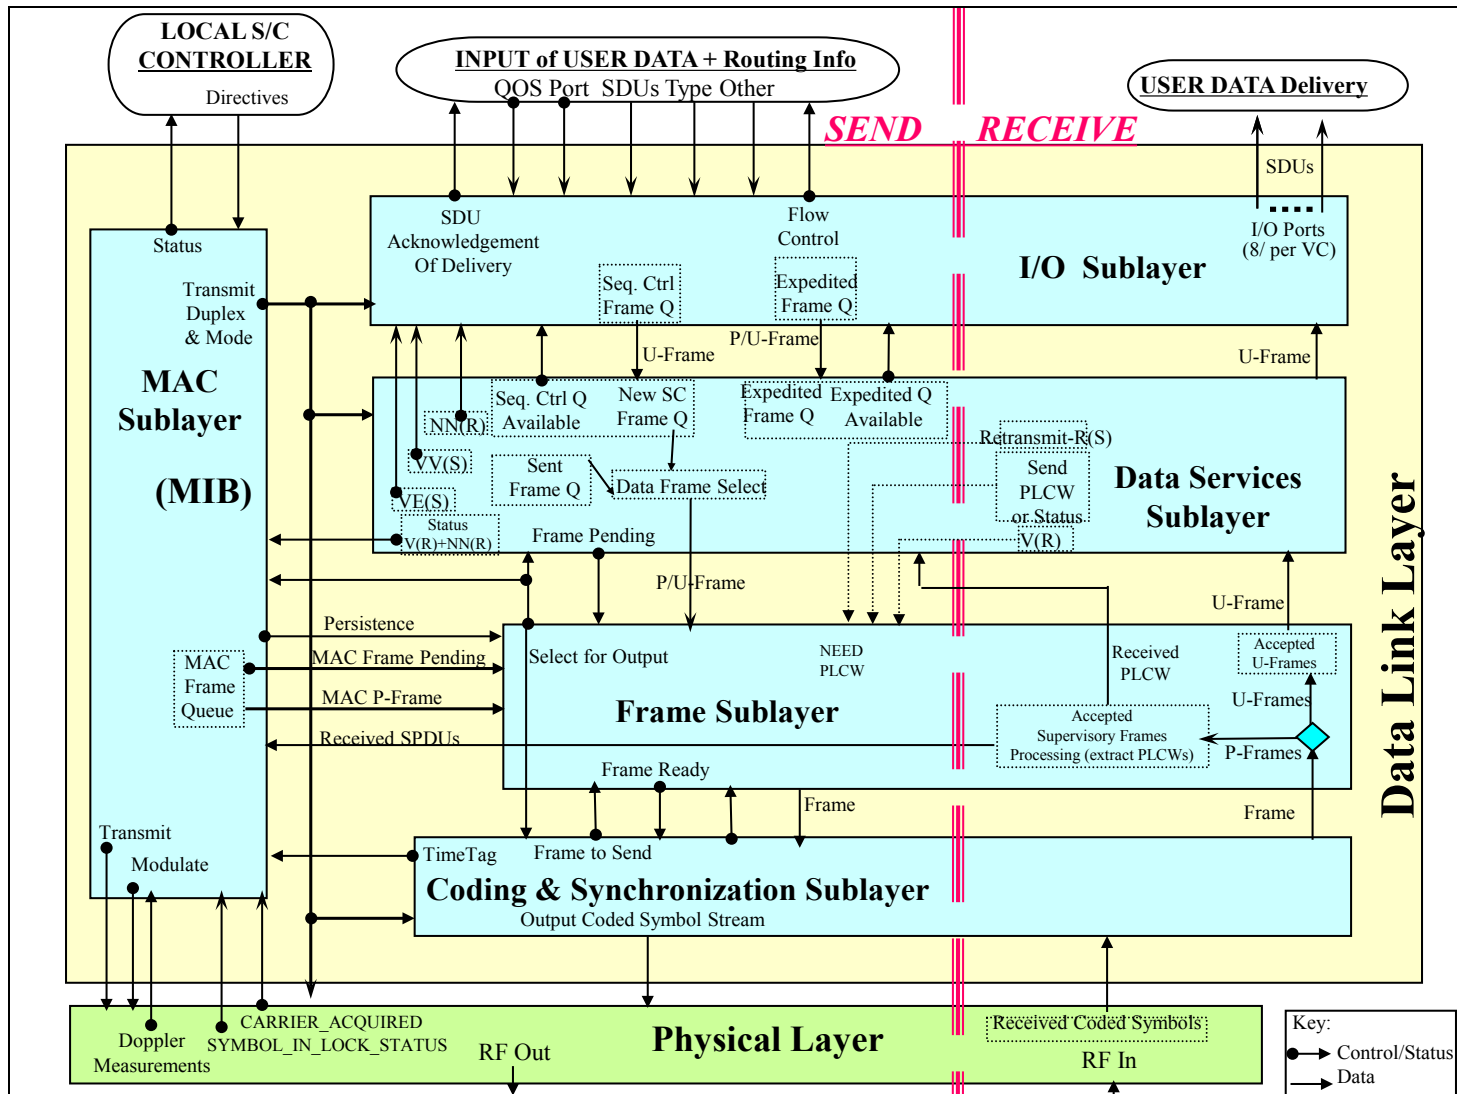 LOCAL S/C
CONTROLLER
Directives
INPUT of USER DATA + Routing Info
QOS Port SDUs Type Other
USER DATA Delivery
SEND
RECEIVE
SDUs
Status
SDU
Acknowledgement
Of Delivery
Flow
Control
I/O Ports
(8/ per VC)
I/O Sublayer
Transmit
Duplex
& Mode
Seq. Ctrl
Frame Q
Expedited
Frame Q
U-Frame
P/U-Frame
U-Frame
MAC
Sublayer
(MIB)
NN(R)
Seq. Ctrl Q
Available
New SC
Frame Q
Expedited
Frame Q
Expedited Q
Available
Retransmit-R(S)
VV(S)
Sent
Frame Q
Data Frame Select
Send
PLCW
or Status
Data Services
Sublayer
VE(S)
Status
V(R)+NN(R)
Frame Pending
V(R)
P/U-Frame
U-Frame
Data Link Layer
Persistence
MAC Frame Pending
MAC P-Frame
MAC
Frame
Queue
Select for Output
NEED
PLCW
Received
PLCW
Accepted
U-Frames
U-Frames
Frame Sublayer
Accepted
Supervisory Frames
Processing (extract PLCWs)
P-Frames
Received SPDUs
Frame Ready
Frame
Frame
Transmit
Modulate
TimeTag
Frame to Send
Coding & Synchronization Sublayer
Output Coded Symbol Stream
Doppler
Measurements
CARRIER_ACQUIRED
SYMBOL_IN_LOCK_STATUS
RF Out
Physical Layer
Received Coded Symbols
RF In
Key:
Control/Status
Data